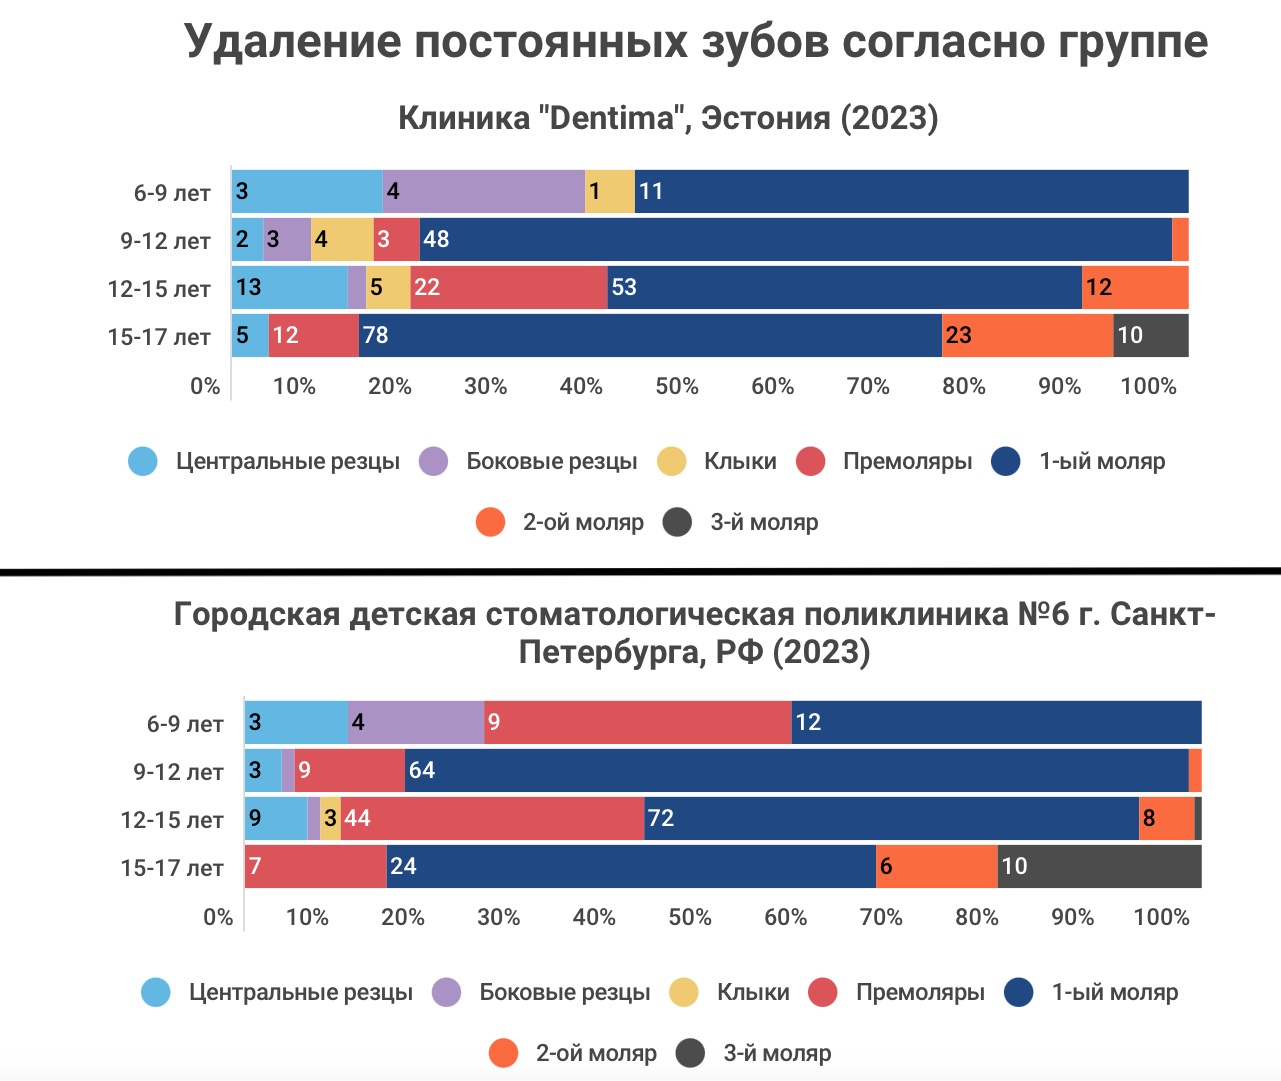 Удаление постоянных зубов согласно группе
Клиника "Dentima", Эстония (2023)
6-9 лет 3 4 1 11
9-12 лет 2 3 4 3 48
12-15 лет 13 5 22 53 12
15-17 лет 5 12 78 23 10
0% 10% 20% 30% 40% 50% 60% 70% 80% 90% 100%
Центральные резцы Боковые резцы Клыки Премоляры 1-ый моляр
2-ой моляр 3-й моляр
Городская детская стоматологическая поликлиника №6 г. Санкт-
Петербурга, РФ (2023)
6-9 лет 3 4 9 12
9-12 лет 3 9 64
12-15 лет 9 3 44 72 8
15-17 лет 7 24 6 10
0% 10% 20% 30% 40% 50% 60% 70% 80% 90% 100%
Центральные резцы Боковые резцы Клыки Премоляры 1-ый моляр
2-ой моляр 3-й моляр